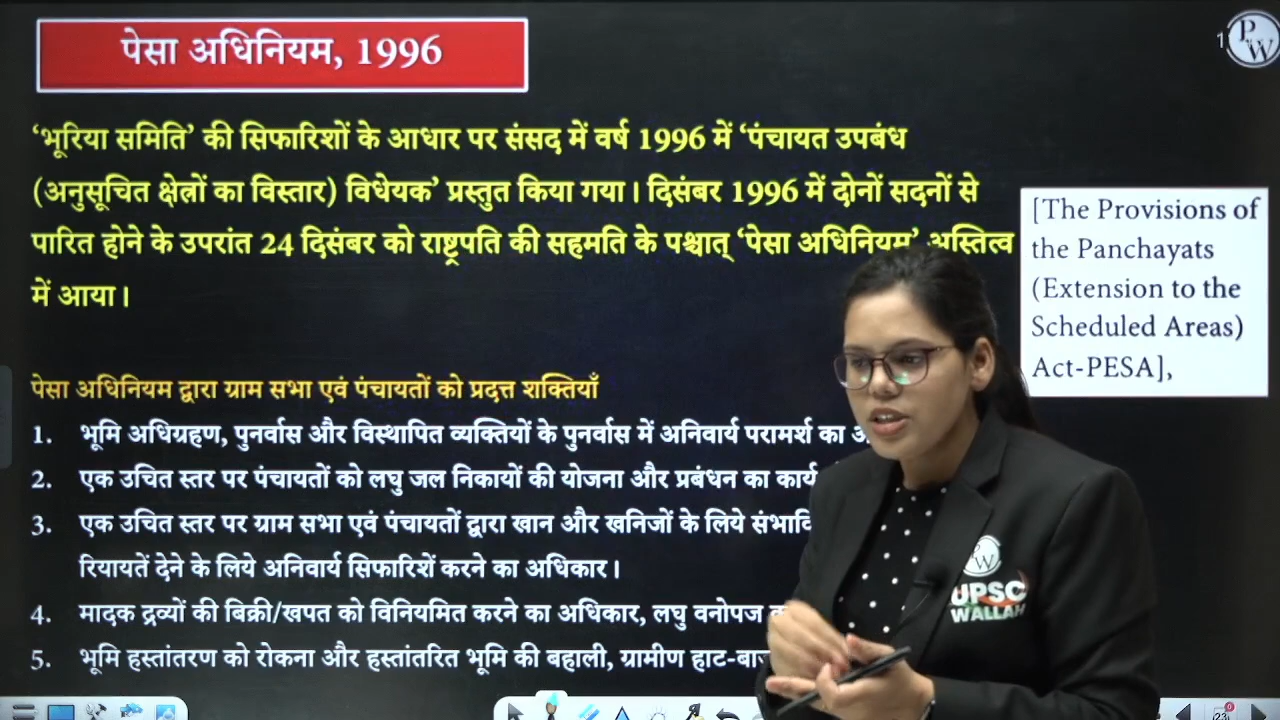 पेसा अधिनियम, 1996
1
PW
'भूरिया समिति' की सिफारिशों के आधार पर संसद में वर्ष 1996 में 'पंचायत उपबंध
(अनुसूचित क्षेत्रों का विस्तार) विधेयक' प्रस्तुत किया गया। दिसंबर 1996 में दोनों सदनों से
पारित होने के उपरांत 24 दिसंबर को राष्ट्रपति की सहमति के पश्चात् 'पेसा अधिनियम' अस्तित्व
में आया।
[The Provisions of
the Panchayats
(Extension to the
Scheduled Areas)
Act-PESA],
पेसा अधिनियम द्वारा ग्राम सभा एवं पंचायतों को प्रदत्त शक्तियाँ
1. भूमि अधिग्रहण, पुनर्वास और विस्थापित व्यक्तियों के पुनर्वास में अनिवार्य परामर्श का
2. एक उचित स्तर पर पंचायतों को लघु जल निकायों की योजना और प्रबंधन का कार्य
3. एक उचित स्तर पर ग्राम सभा एवं पंचायतों द्वारा खान और खनिजों के लिये
रियायतें देने के लिये अनिवार्य सिफारिशें करने का अधिकार।
4. मादक द्रव्यों की बिक्री/खपत को विनियमित करने का अधिकार, लघु वनोपज
5. भूमि हस्तांतरण को रोकना और हस्तांतरित भूमि की बहाली, ग्रामीण
PW
UPSC
WALLAH
23